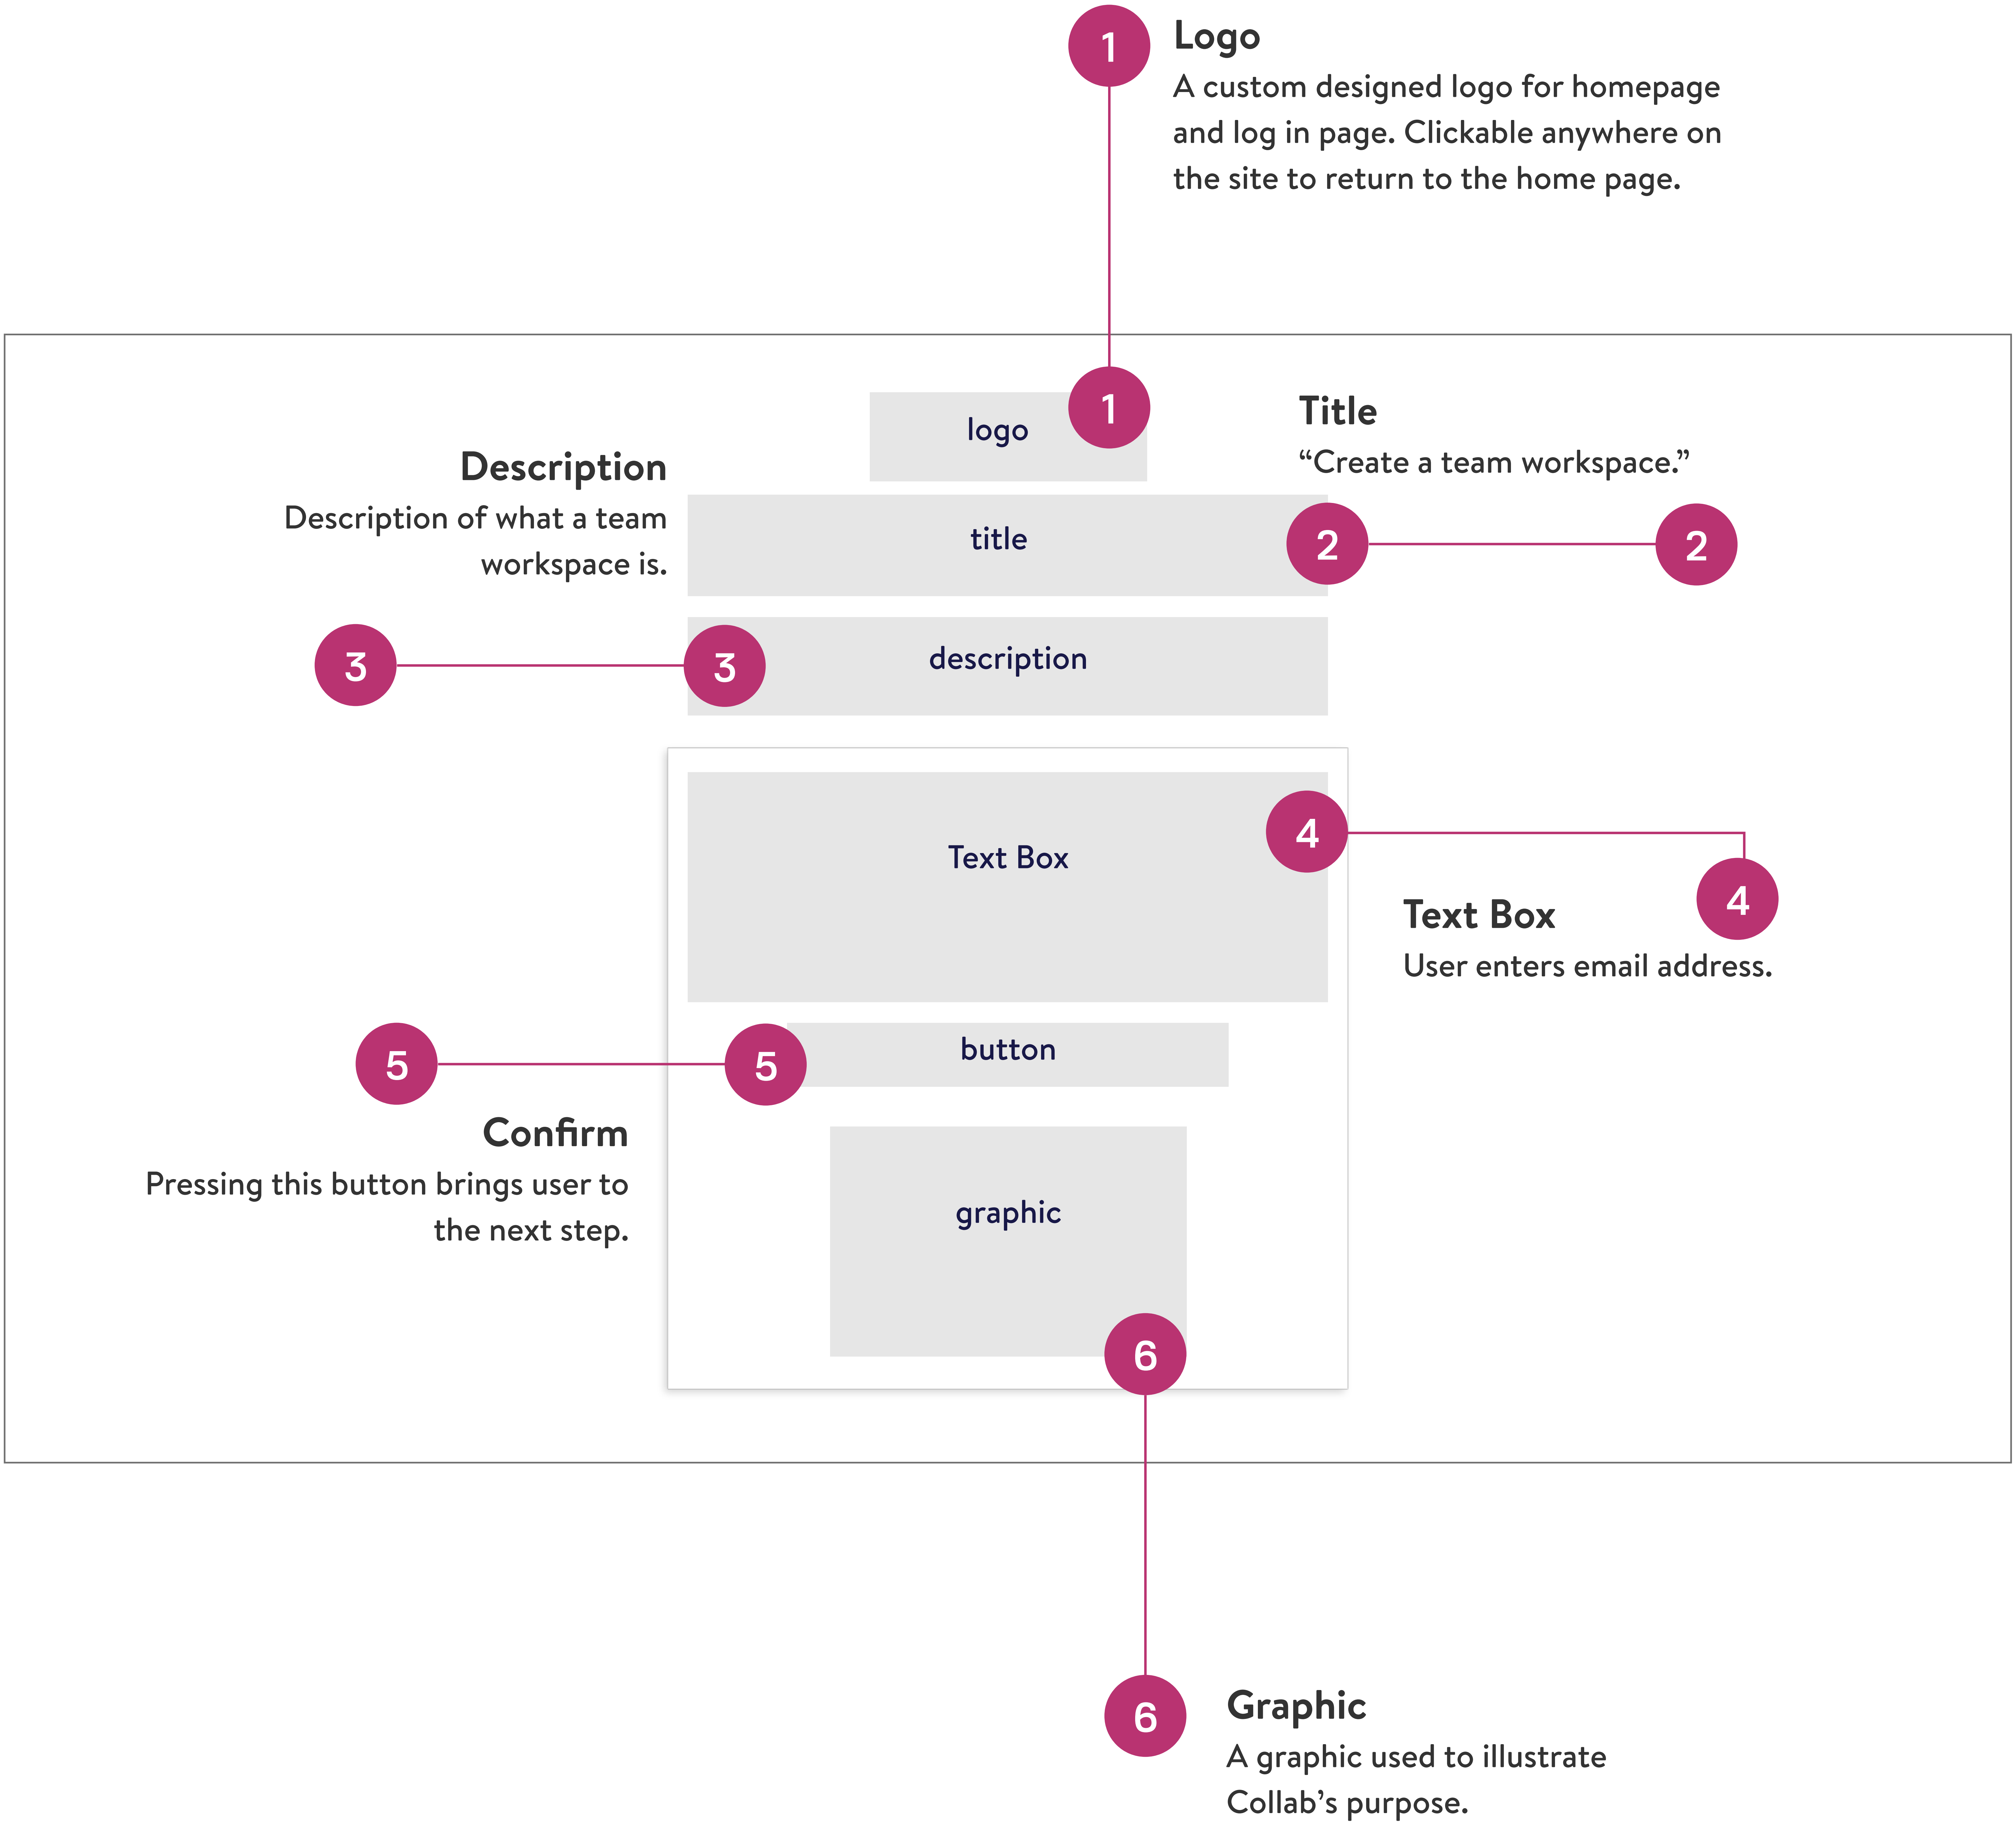 1
Logo
A custom designed logo for homepage
and log in page. Clickable anywhere on
the site to return to the home page.
1
logo
Title
“Create a team workspace.”
Description
Description of what a team
workspace is.
title
2
2
3
3
description
Text Box
4
4
Text Box
User enters email address.
5
5
button
Confirm
Pressing this button brings user to
the next step.
graphic
6
6
Graphic
A graphic used to illustrate
Collab’s purpose.